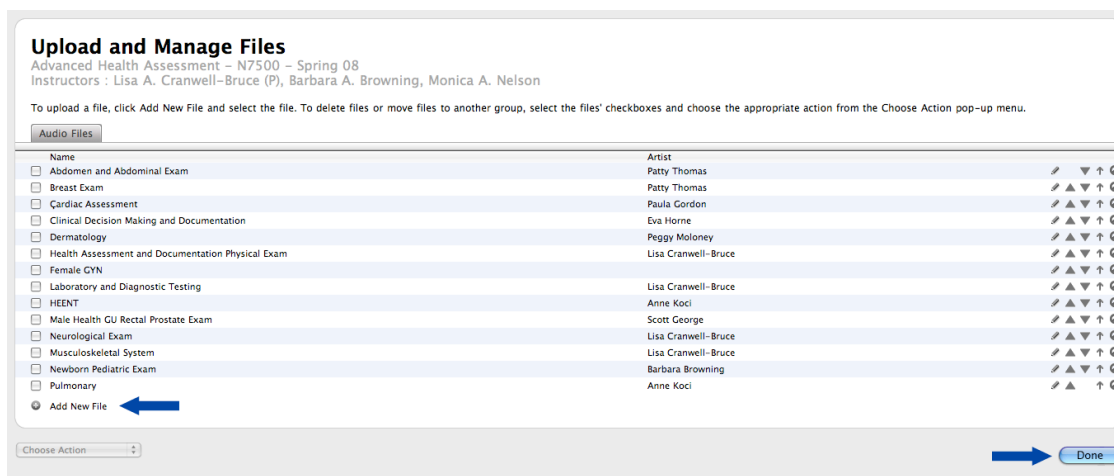 Upload and Manage Files
Advanced Health Assessment - N7500 - Spring 08
Instructors : Lisa A. Cranwell-Bruce (P), Barbara A. Browning, Monica A. Nelson
To upload a file, click Add New File and select the file. To delete files or move files to another group, select the files' checkboxes and choose the appropriate action from the Choose Action pop-up menu.
Audio Files
Name Artist
Abdomen and Abdominal Exam Patty Thomas
Breast Exam Patty Thomas
Çardiac Assessment Paula Gordon
Clinical Decision Making and Documentation Eva Horne
Dermatology Peggy Moloney
Health Assessment and Documentation Physical Exam Lisa Cranwell-Bruce
Female GYN
Laboratory and Diagnostic Testing Lisa Cranwell-Bruce
HEENT Anne Koci
Male Health GU Rectal Prostate Exam Scott George
Neurological Exam Lisa Cranwell-Bruce
Musculoskeletal System Lisa Cranwell-Bruce
Newborn Pediatric Exam Barbara Browning
Pulmonary Anne Koci
Add New File
Choose Action
Done